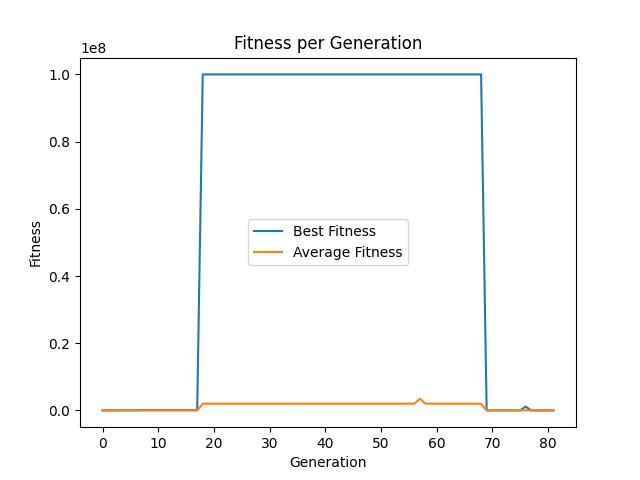 Fitness per Generation
1e8
1.0
0.8
0.6
0.4
0.2
0.0
Fitness
Best Fitness
Average Fitness
0 10 20 30 40 50 60 70 80
Generation